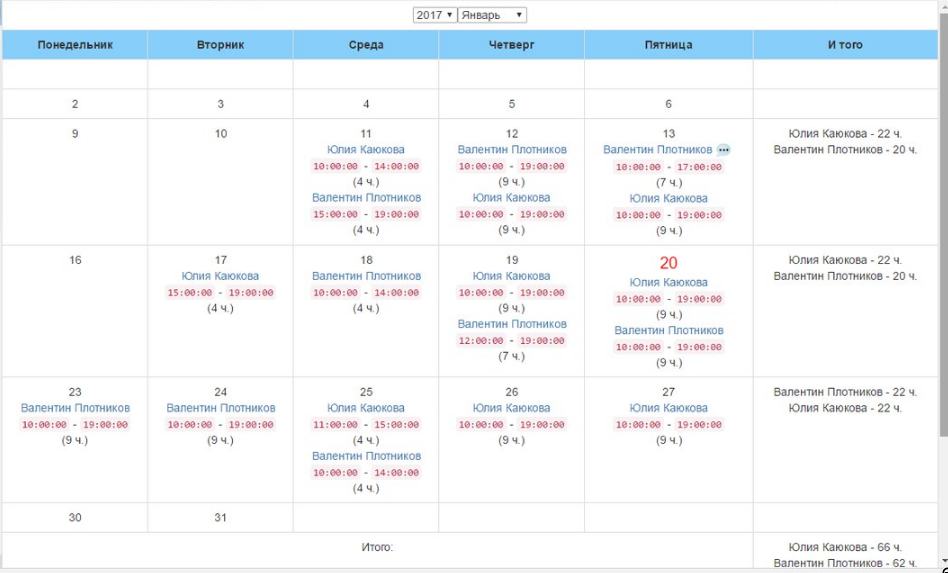 2017 Январь
Понедельник Вторник Среда Четверг Пятница И того
2 3 4 5 6
9 10 11 12 13 Юлия Каюкова - 22 ч.
Юлия Каюкова Валентин Плотников Валентин Плотников Валентин Плотников - 20 ч.
10:00:00 - 14:00:00 10:00:00 - 19:00:00 10:00:00 - 17:00:00
(4 ч.) (9 ч.) (7 ч.)
Валентин Плотников Юлия Каюкова Юлия Каюкова
15:00:00 - 19:00:00 10:00:00 - 19:00:00 10:00:00 - 19:00:00
(4 ч.) (9 ч.) (9 ч.)
16 17 18 19 20 Юлия Каюкова - 22 ч.
Юлия Каюкова Валентин Плотников Юлия Каюкова Юлия Каюкова Валентин Плотников - 20 ч.
15:00:00 - 19:00:00 10:00:00 - 14:00:00 10:00:00 - 19:00:00 10:00:00 - 19:00:00
(4 ч.) (4 ч.) (9 ч.) (9 ч.)
Валентин Плотников Валентин Плотников
12:00:00 - 19:00:00 10:00:00 - 19:00:00
(7 ч.) (9 ч.)
23 24 25 26 27 Валентин Плотников - 22 ч.
Валентин Плотников Валентин Плотников Юлия Каюкова Юлия Каюкова Юлия Каюкова Юлия Каюкова - 22 ч.
10:00:00 - 19:00:00 10:00:00 - 19:00:00 11:00:00 - 15:00:00 10:00:00 - 19:00:00 10:00:00 - 19:00:00
(9 ч.) (9 ч.) (4 ч.) (9 ч.) (9 ч.)
Валентин Плотников
10:00:00 - 14:00:00
(4 ч.)
30 31
Итого: Юлия Каюкова - 66 ч.
Валентин Плотников - 62 ч.